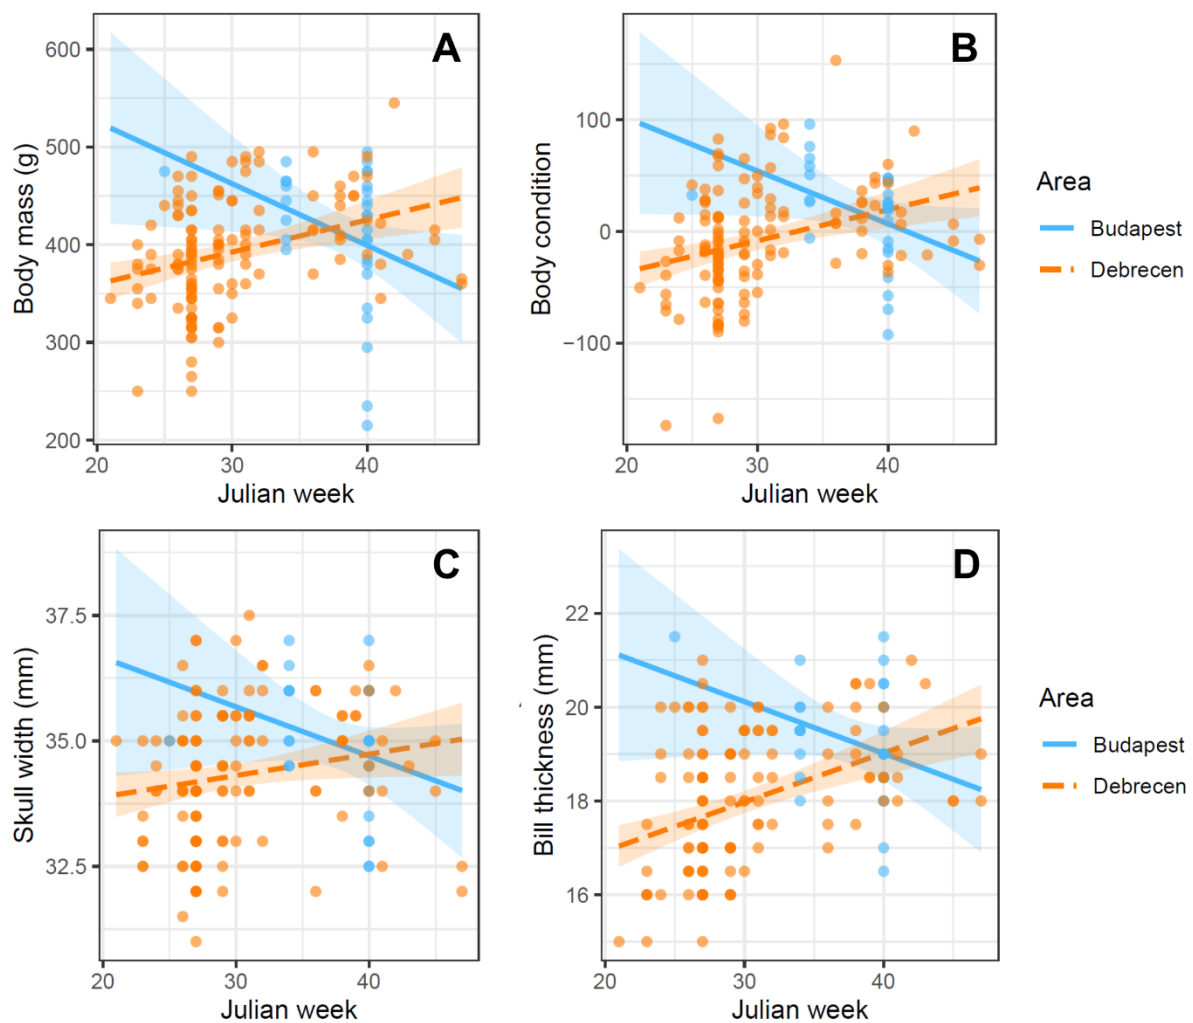 A
600
500
400
300
200
Body mass (g)
20 30 40
Julian week
B
100
0
−100
Body condition
20 30 40
Julian week
Area
Budapest
Debrecen
C
37.5
35.0
32.5
Skull width (mm)
20 30 40
Julian week
D
22
20
18
16
Bill thickness (mm)
20 30 40
Julian week
Area
Budapest
Debrecen